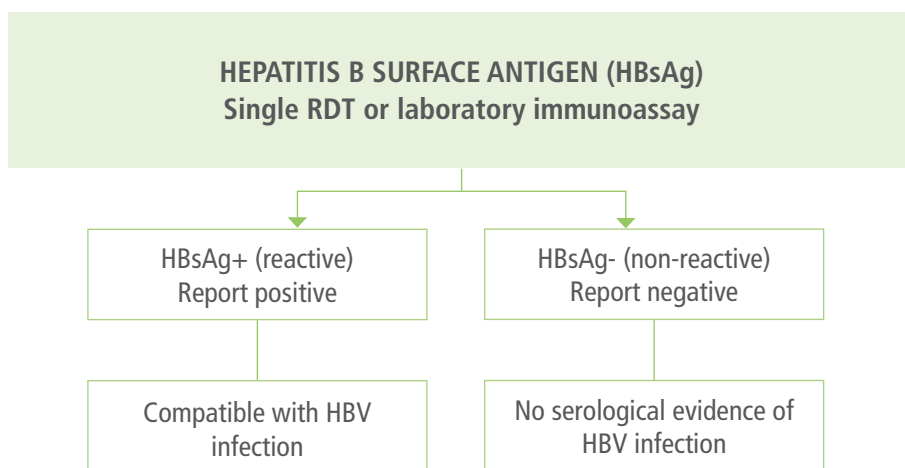 HEPATITIS B SURFACE ANTIGEN (HBsAg)
Single RDT or laboratory immunoassay
HBsAg+ (reactive)
Report positive
HBsAg- (non-reactive)
Report negative
Compatible with HBV
infection
No serological evidence of
HBV infection